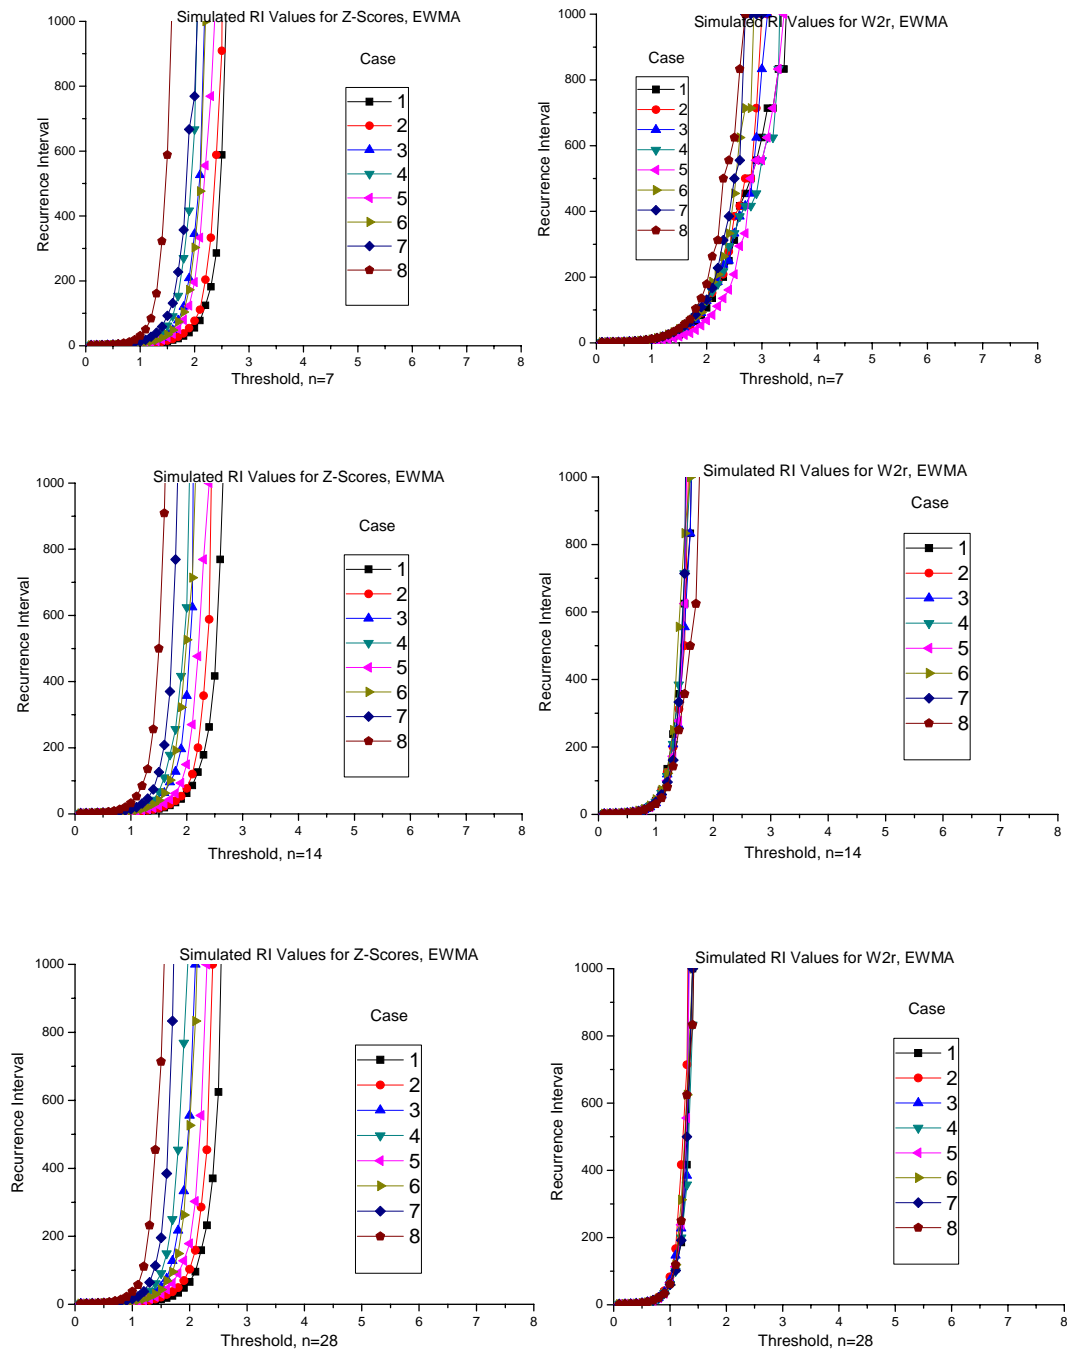 Simulated RI Values for Z-Scores, EWMA
Case
1
2
3
4
5
6
7
8
1000
800
600
400
200
0
Recurrence Interval
0 1 2 3 4 5 6 7 8
Threshold, n=7
Simulated RI Values for W2r, EWMA
Case
1
2
3
4
5
6
7
8
1000
800
600
400
200
0
Recurrence Interval
0 1 2 3 4 5 6 7 8
Threshold, n=7
Simulated RI Values for Z-Scores, EWMA
Case
1
2
3
4
5
6
7
8
1000
800
600
400
200
0
Recurrence Interval
0 1 2 3 4 5 6 7 8
Threshold, n=14
Simulated RI Values for W2r, EWMA
Case
1
2
3
4
5
6
7
8
1000
800
600
400
200
0
Recurrence Interval
0 1 2 3 4 5 6 7 8
Threshold, n=14
Simulated RI Values for Z-Scores, EWMA
Case
1
2
3
4
5
6
7
8
1000
800
600
400
200
0
Recurrence Interval
0 1 2 3 4 5 6 7 8
Threshold, n=28
Simulated RI Values for W2r, EWMA
Case
1
2
3
4
5
6
7
8
1000
800
600
400
200
0
Recurrence Interval
0 1 2 3 4 5 6 7 8
Threshold, n=28